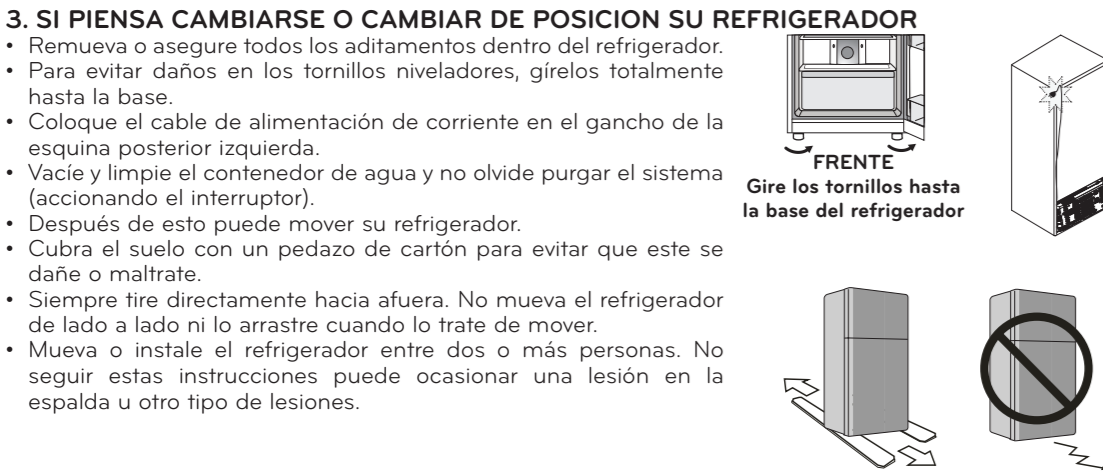 3. SI PIENSA CAMBIARSE O CAMBIAR DE POSICION SU REFRIGERADOR
• Remueva o asegure todos los aditamentos dentro del refrigerador.
• Para evitar daños en los tornillos niveladores, gírelos totalmente
hasta la base.
• Coloque el cable de alimentación de corriente en el gancho de la
esquina posterior izquierda.
• Vacíe y limpie el contenedor de agua y no olvide purgar el sistema
(accionando el interruptor).
• Después de esto puede mover su refrigerador.
• Cubra el suelo con un pedazo de cartón para evitar que este se
dañe o maltrate.
• Siempre tire directamente hacia afuera. No mueva el refrigerador
de lado a lado ni lo arrastre cuando lo trate de mover.
• Mueva o instale el refrigerador entre dos o más personas. No
seguir estas instrucciones puede ocasionar una lesión en la
espalda u otro tipo de lesiones.
FRENTE
Gire los tornillos hasta
la base del refrigerador